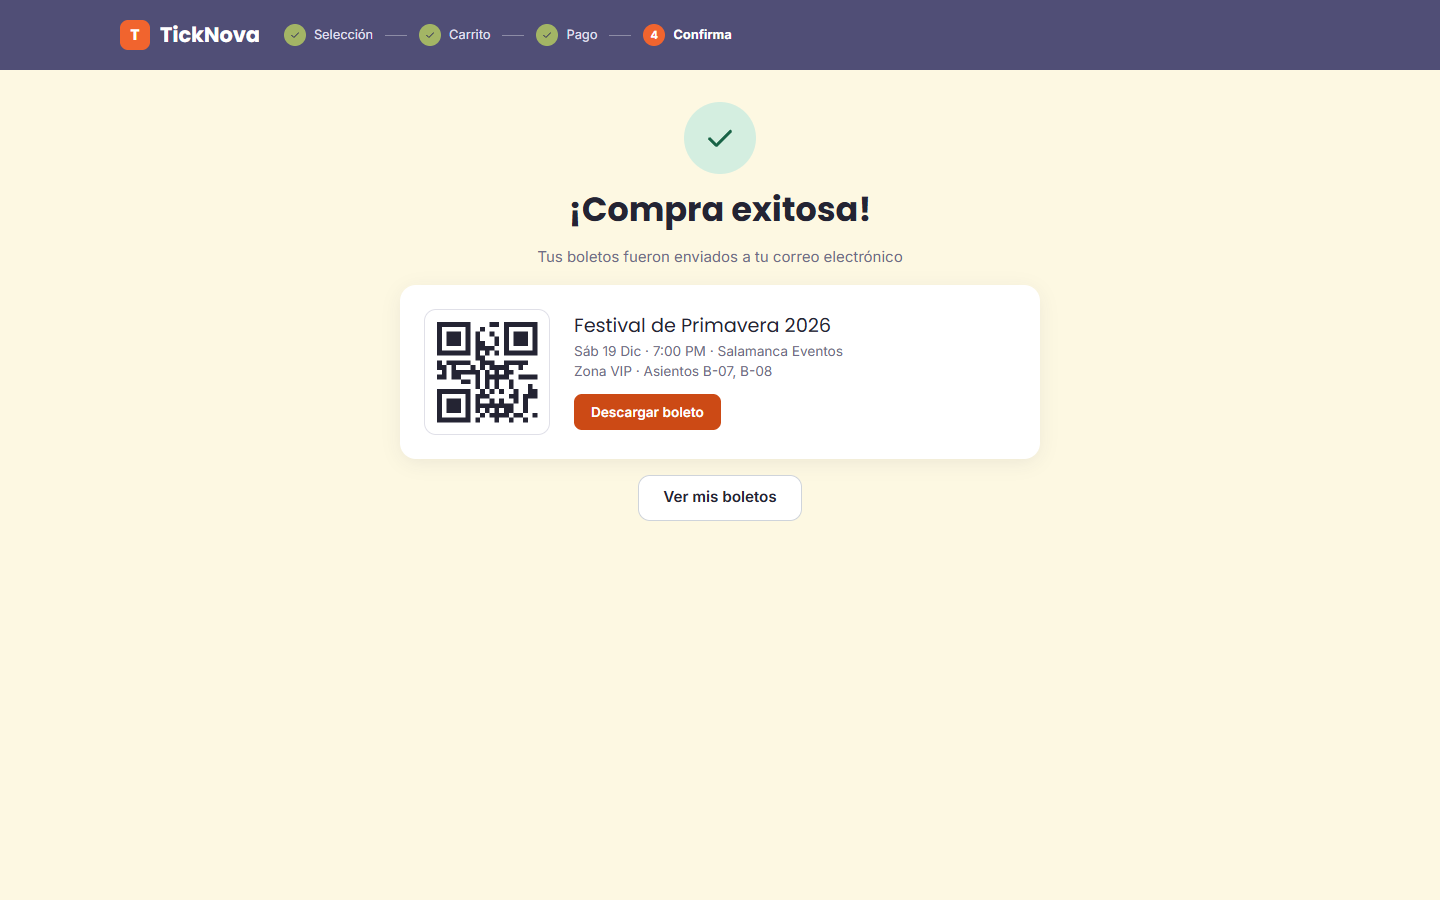 T TickNova Selección Carrito Pago 4 Confirma
¡Compra exitosa!
Tus boletos fueron enviados a tu correo electrónico
Festival de Primavera 2026
Sáb 19 Dic · 7:00 PM · Salamanca Eventos
Zona VIP · Asientos B-07, B-08
Descargar boleto
Ver mis boletos